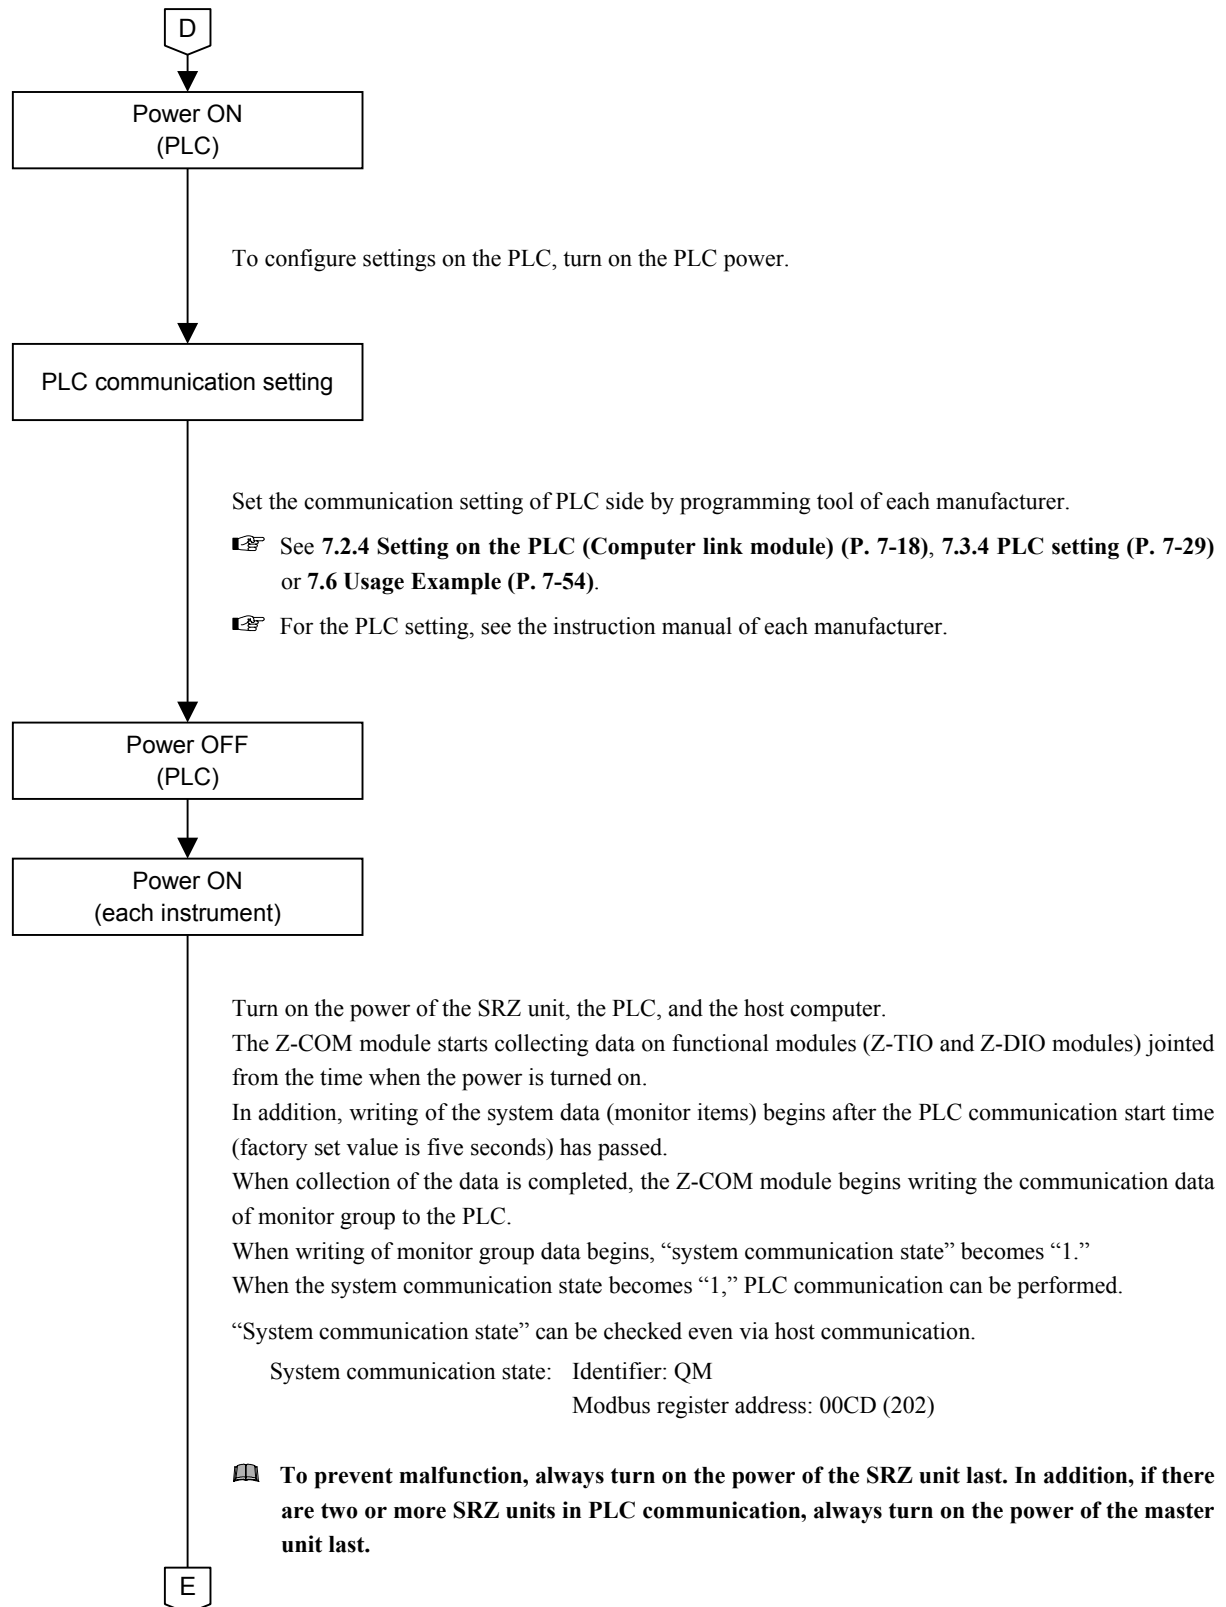 D
Power ON
(PLC)
To configure settings on the PLC, turn on the PLC power.
PLC communication setting
Set the communication setting of PLC side by programming tool of each manufacturer.
See 7.2.4 Setting on the PLC (Computer link module) (P. 7-18), 7.3.4 PLC setting (P. 7-29)
or 7.6 Usage Example (P. 7-54).
For the PLC setting, see the instruction manual of each manufacturer.
Power OFF
(PLC)
Power ON
(each instrument)
Turn on the power of the SRZ unit, the PLC, and the host computer.
The Z-COM module starts collecting data on functional modules (Z-TIO and Z-DIO modules) jointed
from the time when the power is turned on.
In addition, writing of the system data (monitor items) begins after the PLC communication start time
(factory set value is five seconds) has passed.
When collection of the data is completed, the Z-COM module begins writing the communication data
of monitor group to the PLC.
When writing of monitor group data begins, “system communication state” becomes “1.”
When the system communication state becomes “1,” PLC communication can be performed.
“System communication state” can be checked even via host communication.
System communication state: Identifier: QM
Modbus register address: 00CD (202)
To prevent malfunction, always turn on the power of the SRZ unit last. In addition, if there
are two or more SRZ units in PLC communication, always turn on the power of the master
unit last.
E